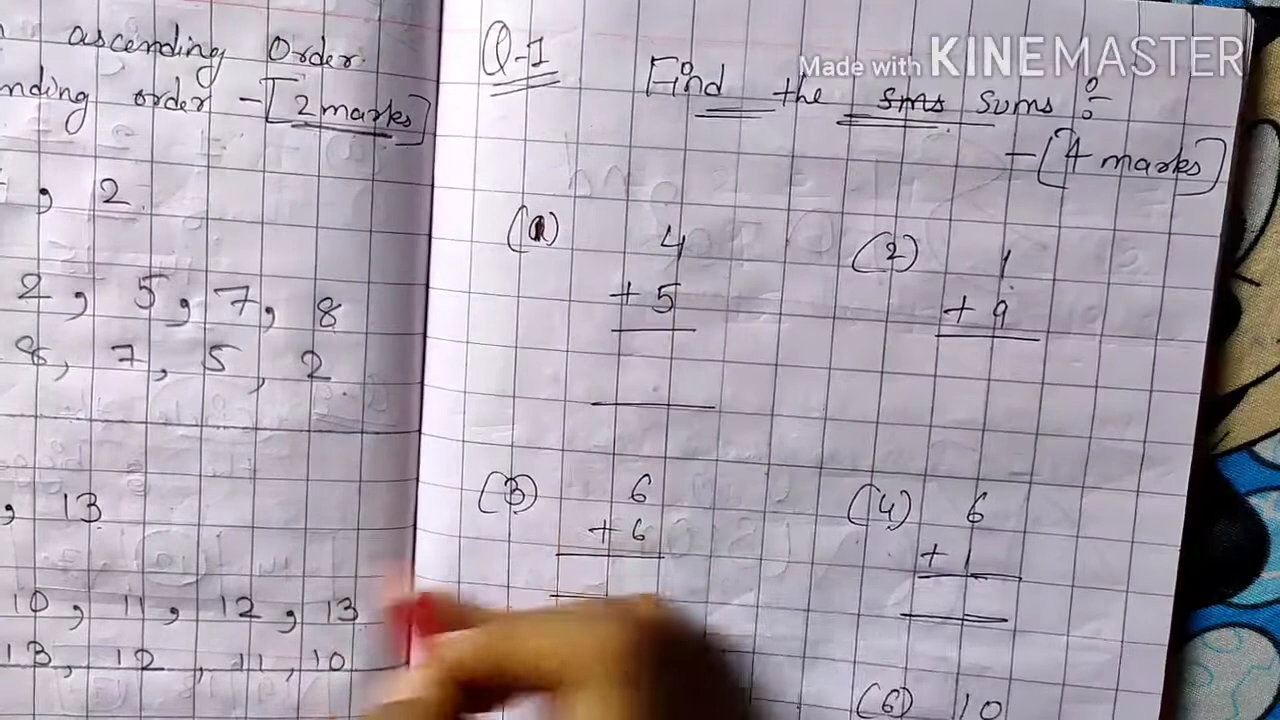 ascending Order.
nding order - [2 marks]
, 2
2, 5, 7, 8
8, 7, 5, 2
, 13
10, 11, 12, 13
13, 12, 11, 10
Made with KINEMASTER
Q-1 Find the sms sums :-
- [4 marks]
(1) 4 (2) 1
+ 5 + 9
(3) 6 (4) 6
+ 6 + 1
(6) 10